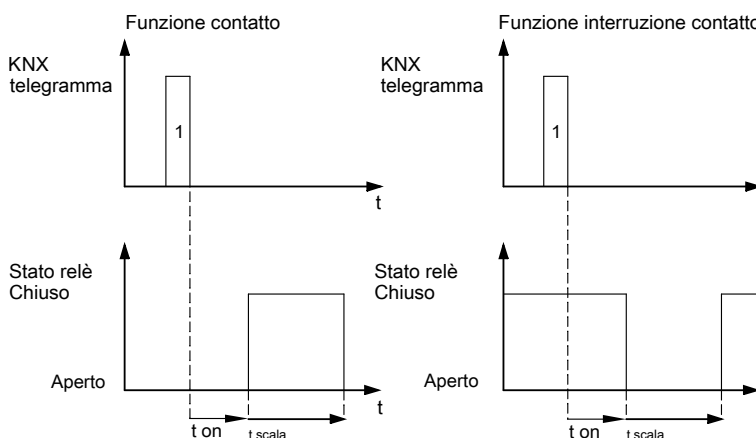 Funzione contatto
KNX
telegramma
1
t
Stato relè
Chiuso
Aperto
t on
t scala
t
Funzione interruzione contatto
KNX
telegramma
1
Stato relè
Chiuso
Aperto
t on
t scala